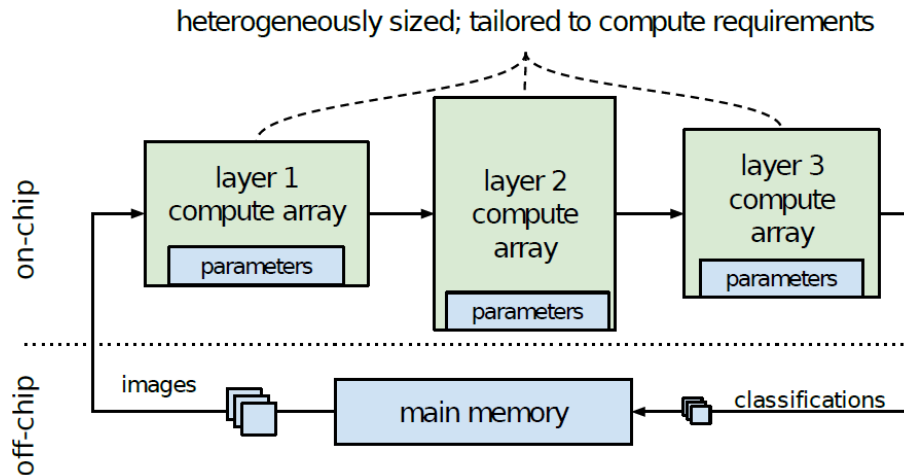 heterogeneously sized; tailored to compute requirements
layer 1
compute array
parameters
layer 2
compute
array
parameters
layer 3
compute
array
parameters
on-chip
off-chip
images
main memory
classifications